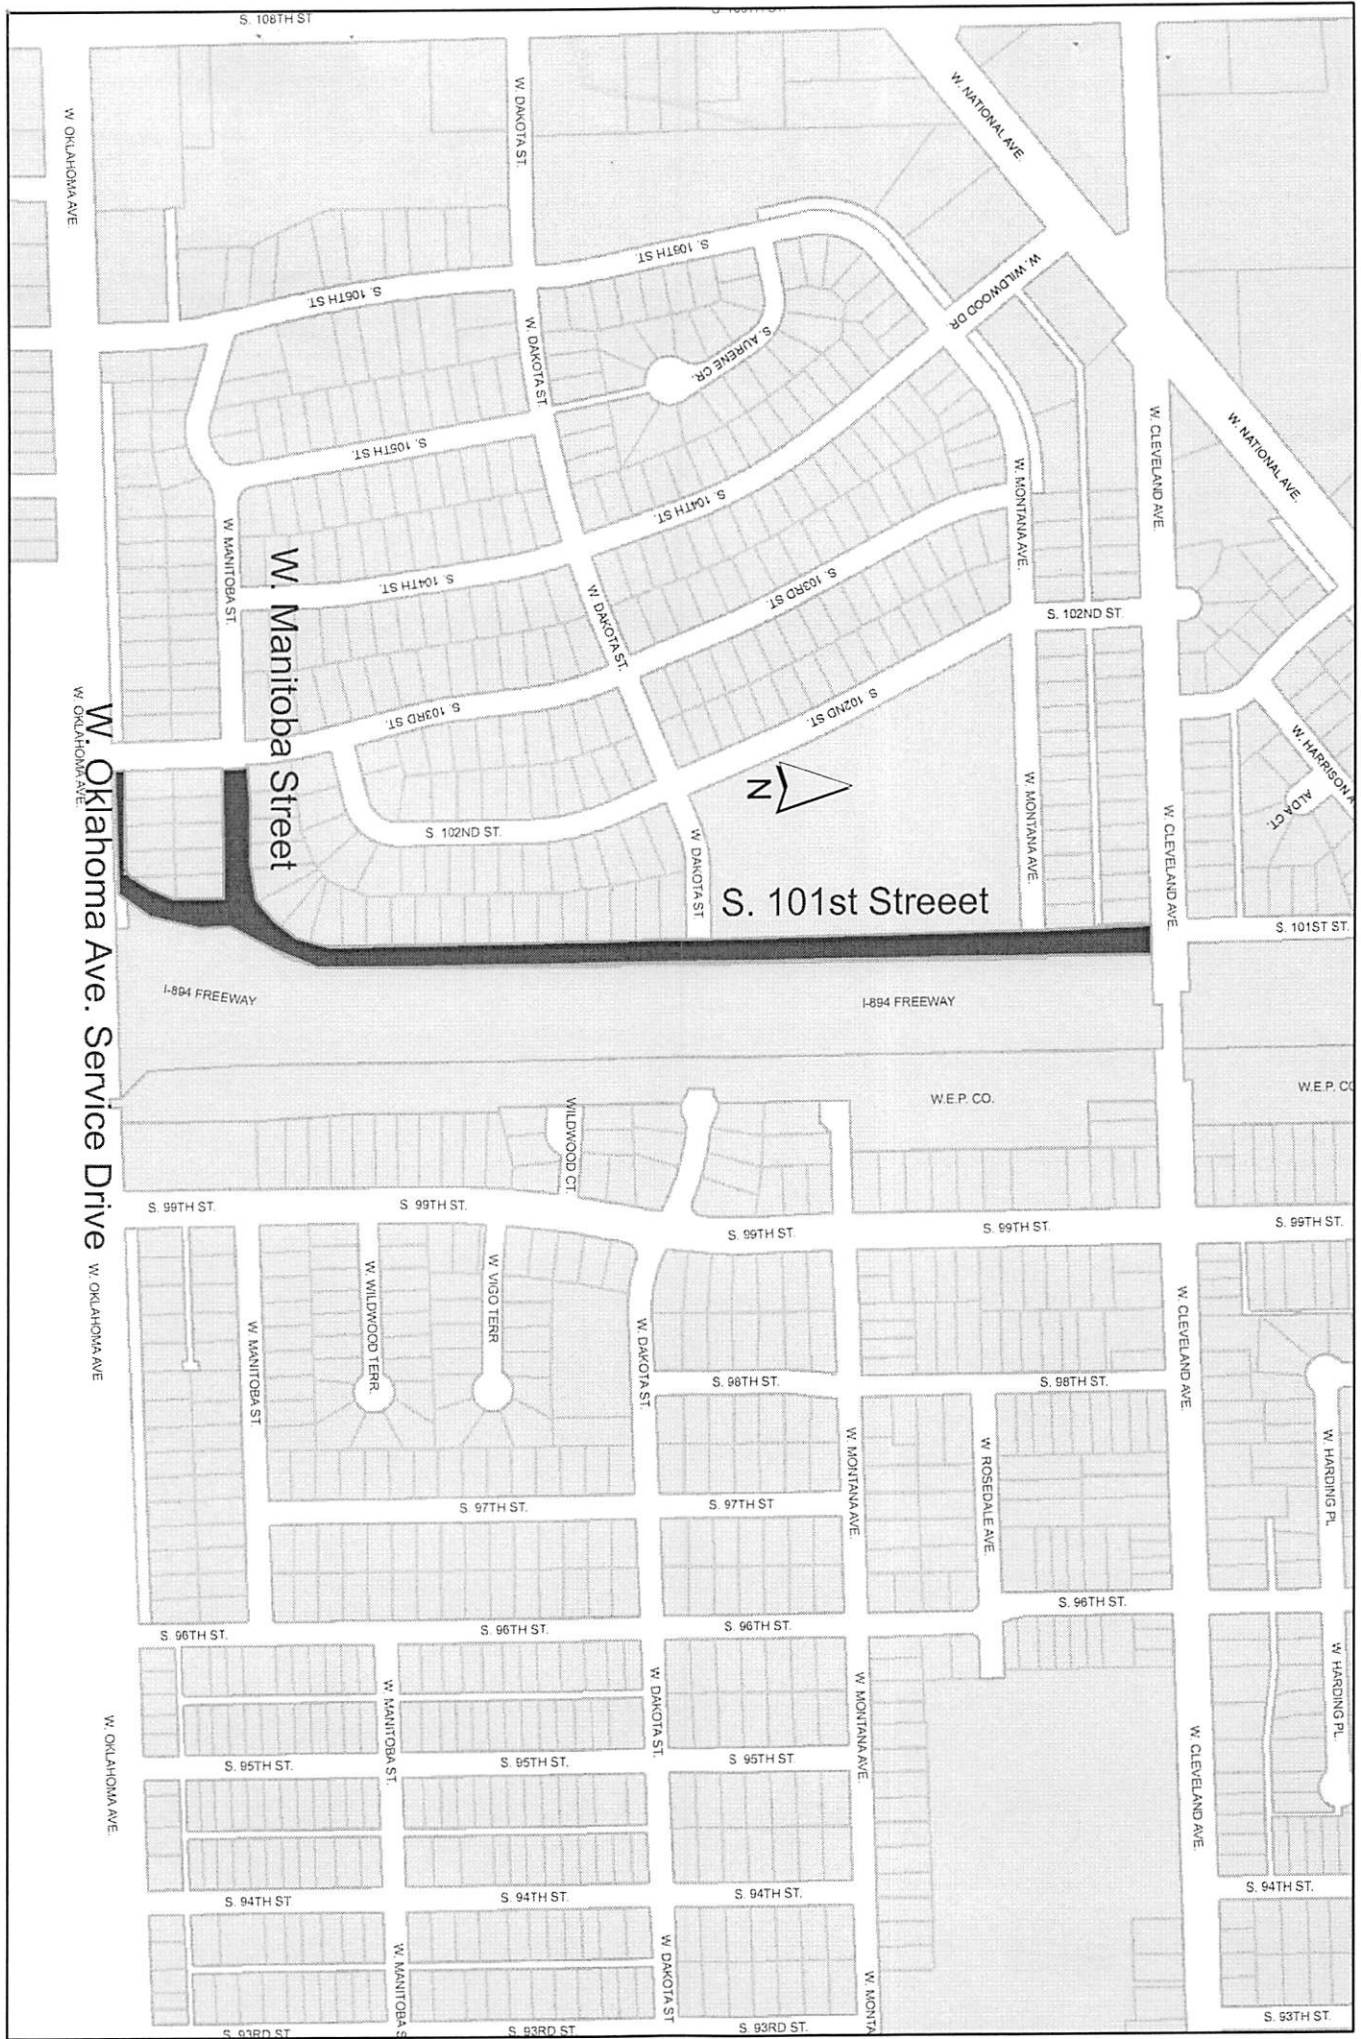 S. 108TH ST
W. OKLAHOMA AVE.
W. DAKOTA ST.
W. NATIONAL AVE.
S. 106TH ST.
S. 106TH ST.
W. WILDWOOD DR
S. AURENE CR.
W. DAKOTA ST.
S. 105TH ST.
W. NATIONAL AVE.
W. CLEVELAND AVE.
W. MONTANA AVE.
S. 104TH ST.
S. 104TH ST.
W. MANITOBA ST.
W. Manitoba Street
W. DAKOTA ST.
S. 103RD ST.
S. 102ND ST.
S. 103RD ST.
S. 102ND ST.
W. HARRISON A
ALDA CT.
N
W. OKLAHOMA AVE.
W. Oklahoma Ave. Service Drive
S. 102ND ST.
W. DAKOTA ST
W. MONTANA AVE.
W. CLEVELAND AVE.
S. 101st Streeet
S. 101ST ST.
I-894 FREEWAY
I-894 FREEWAY
W.E.P. CO.
W.E.P. CO
WILDWOOD CT.
S. 99TH ST.
S. 99TH ST.
S. 99TH ST.
S. 99TH ST.
S. 99TH ST.
W. OKLAHOMA AVE
W. MANITOBA ST.
W. WILDWOOD TERR.
W. VIGO TERR
W. DAKOTA ST.
S. 98TH ST.
S. 98TH ST.
W. CLEVELAND AVE.
W. MONTANA AVE.
W. ROSEDALE AVE.
W. HARDING PL
S. 97TH ST.
S. 97TH ST
S. 96TH ST.
S. 96TH ST.
S. 96TH ST.
S. 96TH ST.
W. OKLAHOMA AVE.
W. MANITOBA ST.
W. DAKOTA ST.
W. MONTANA AVE.
W. CLEVELAND AVE.
W. HARDING PL
S. 95TH ST.
S. 95TH ST.
S 95TH ST.
S. 94TH ST
S. 94TH ST.
S. 94TH ST.
S. 94TH ST.
W. MANITOBA S
W DAKOTA ST
W. MONTA
S. 93RD ST
S. 93RD ST.
S. 93RD ST.
S. 93TH ST.